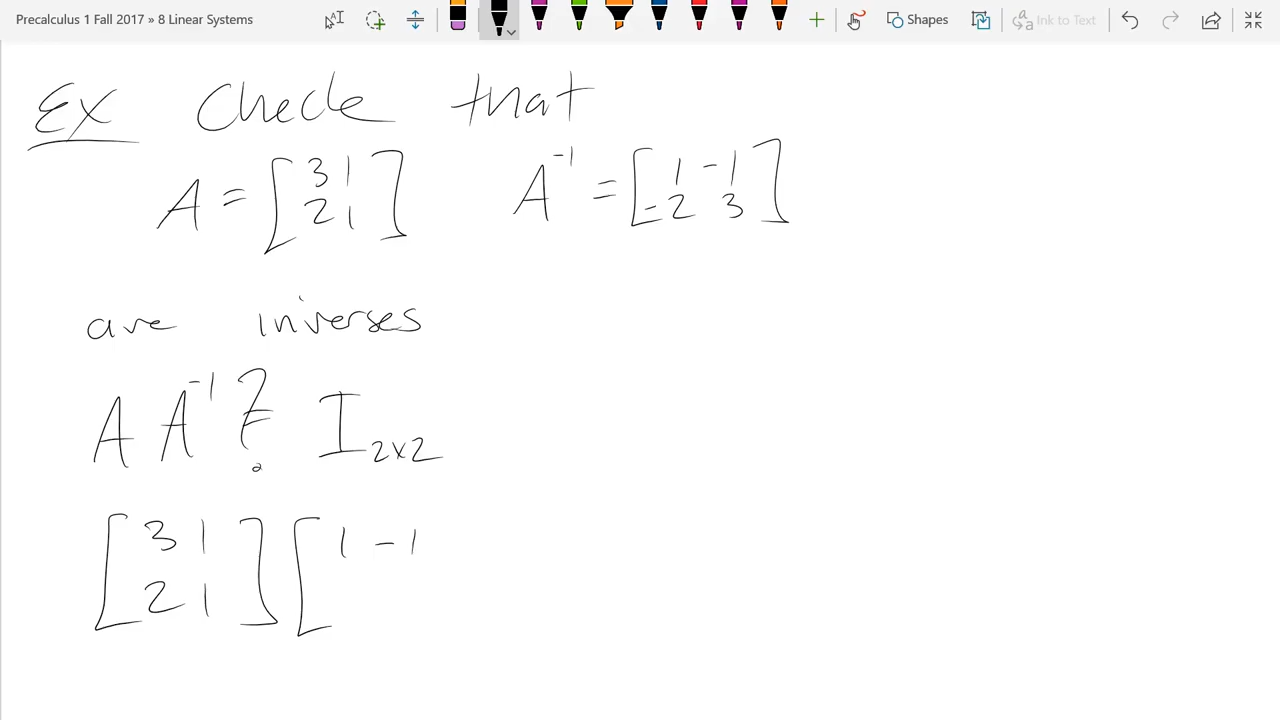 Precalculus 1 Fall 2017 » 8 Linear Systems Shapes Ink to Text
Ex Check that
A = [3 1
2 1] A⁻¹ = [1 -1
-2 3]
are inverses
A A⁻¹ ?= I 2x2
[3 1
2 1] [1 -1